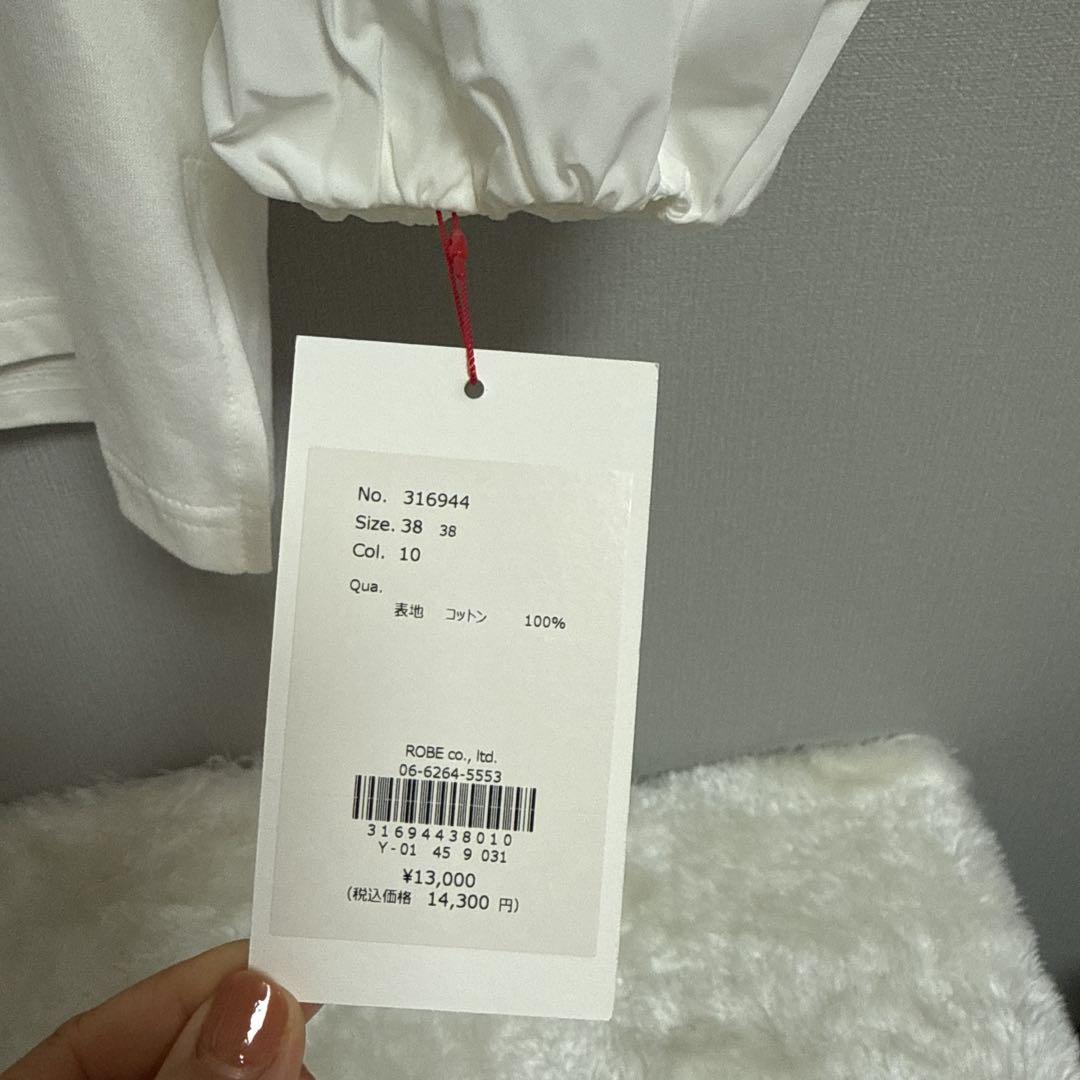 No. 316944
Size. 38 38
Col. 10
Qua.
表地 コットン 100%
ROBE co., ltd.
06-6264-5553
31694438010
Y-01 45 9 031
¥13,000
(税込価格 14,300 円)